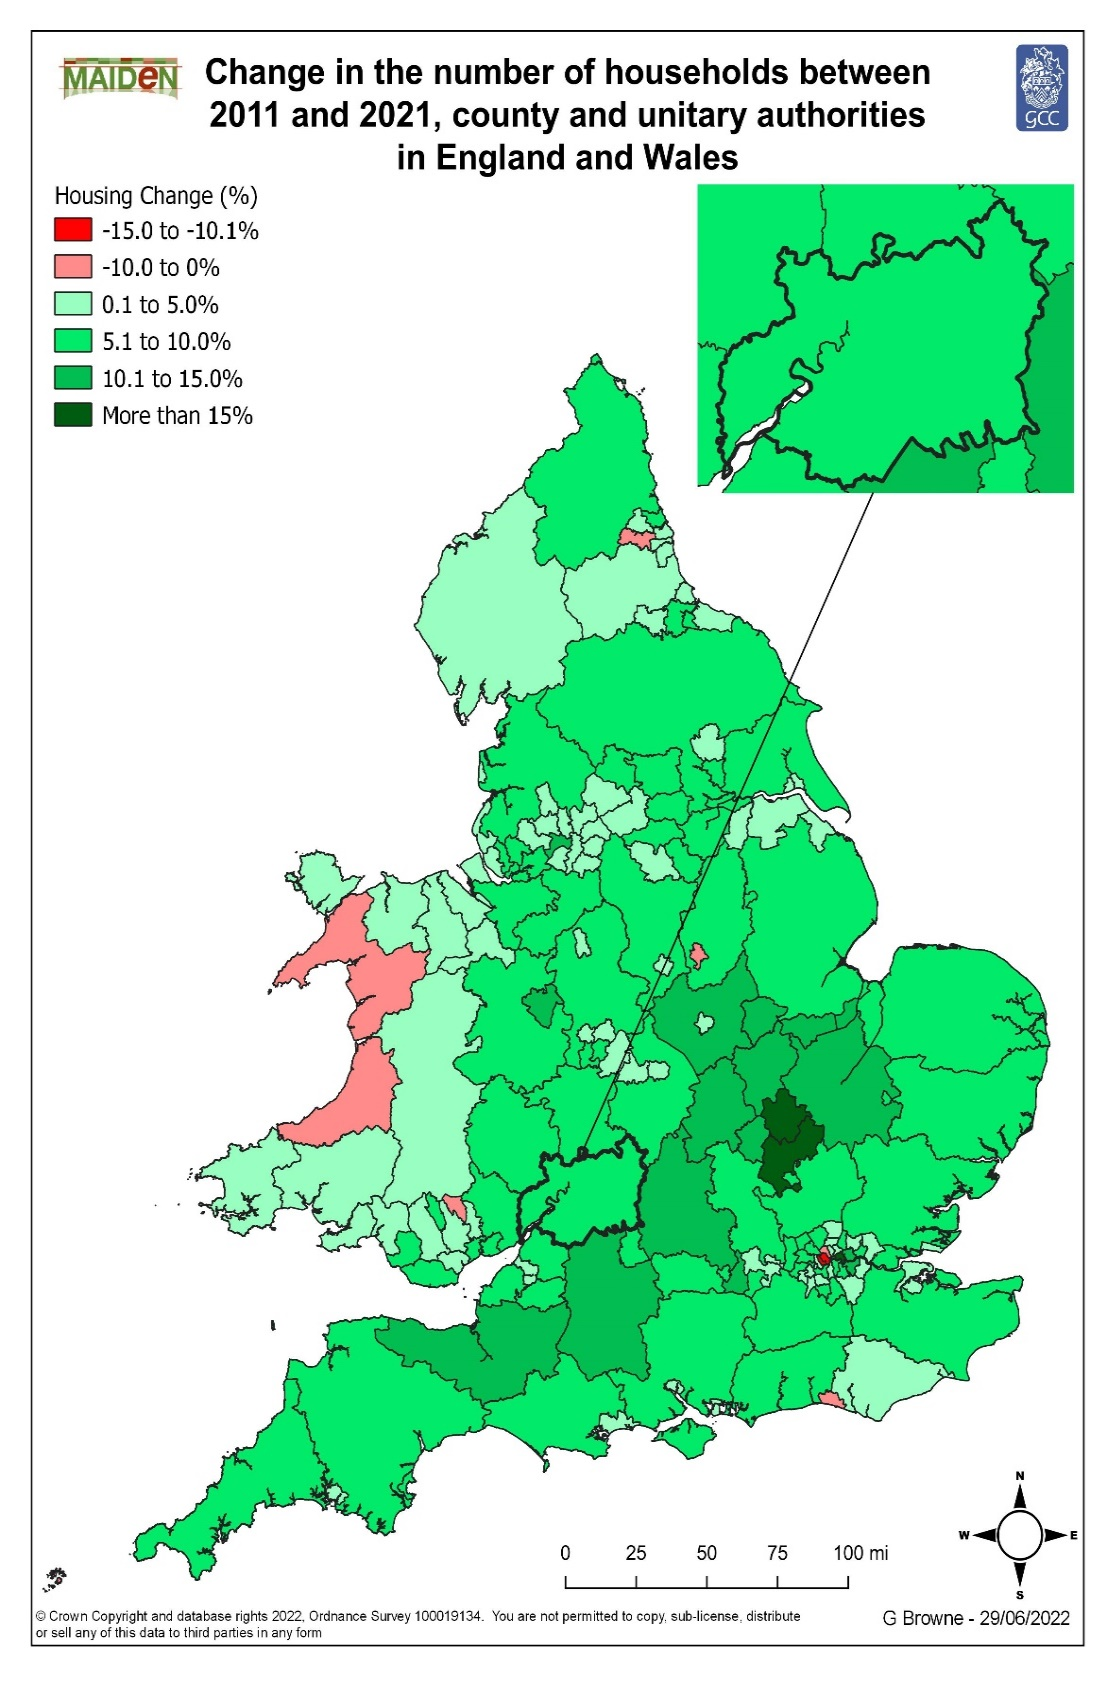 MAIDeN
Change in the number of households between
2011 and 2021, county and unitary authorities
in England and Wales
gcc
Housing Change (%)
-15.0 to -10.1%
-10.0 to 0%
0.1 to 5.0%
5.1 to 10.0%
10.1 to 15.0%
More than 15%
N
W
E
S
0 25 50 75 100 mi
© Crown Copyright and database rights 2022, Ordnance Survey 100019134. You are not permitted to copy, sub-license, distribute
or sell any of this data to third parties in any form
G Browne - 29/06/2022